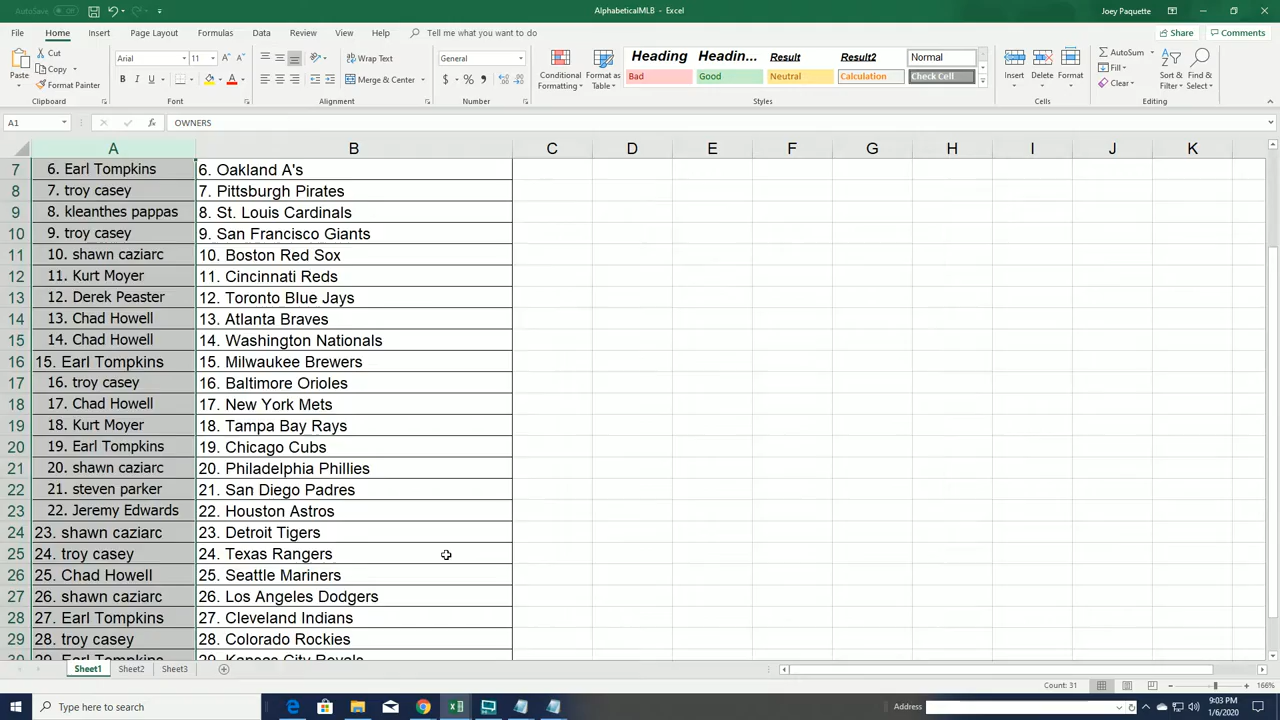 AutoSave Off
AlphabeticalMLB - Excel
Joey Paquette
File Home Insert Page Layout Formulas Data Review View Help Tell me what you want to do
Share Comments
Paste
Cut
Copy
Format Painter
Clipboard
Arial 11
B I U
Font
Wrap Text
Merge & Center
Alignment
General
$ % 9
Number
Conditional Formatting
Format as Table
Heading Headin... Result Result2 Normal
Bad Good Neutral Calculation Check Cell
Styles
Insert Delete Format
Cells
AutoSum
Fill
Clear
Sort & Filter
Find & Select
Editing
A1 fx OWNERS
A B C D E F G H I J K
7 6. Earl Tompkins 6. Oakland A's
8 7. troy casey 7. Pittsburgh Pirates
9 8. kleanthes pappas 8. St. Louis Cardinals
10 9. troy casey 9. San Francisco Giants
11 10. shawn caziarc 10. Boston Red Sox
12 11. Kurt Moyer 11. Cincinnati Reds
13 12. Derek Peaster 12. Toronto Blue Jays
14 13. Chad Howell 13. Atlanta Braves
15 14. Chad Howell 14. Washington Nationals
16 15. Earl Tompkins 15. Milwaukee Brewers
17 16. troy casey 16. Baltimore Orioles
18 17. Chad Howell 17. New York Mets
19 18. Kurt Moyer 18. Tampa Bay Rays
20 19. Earl Tompkins 19. Chicago Cubs
21 20. shawn caziarc 20. Philadelphia Phillies
22 21. steven parker 21. San Diego Padres
23 22. Jeremy Edwards 22. Houston Astros
24 23. shawn caziarc 23. Detroit Tigers
25 24. troy casey 24. Texas Rangers
26 25. Chad Howell 25. Seattle Mariners
27 26. shawn caziarc 26. Los Angeles Dodgers
28 27. Earl Tompkins 27. Cleveland Indians
29 28. troy casey 28. Colorado Rockies
30 29. Earl Tompkins 29. Kansas City Royals
Sheet1 Sheet2 Sheet3
Count: 31 166%
Type here to search
Address
9:03 PM
1/6/2020